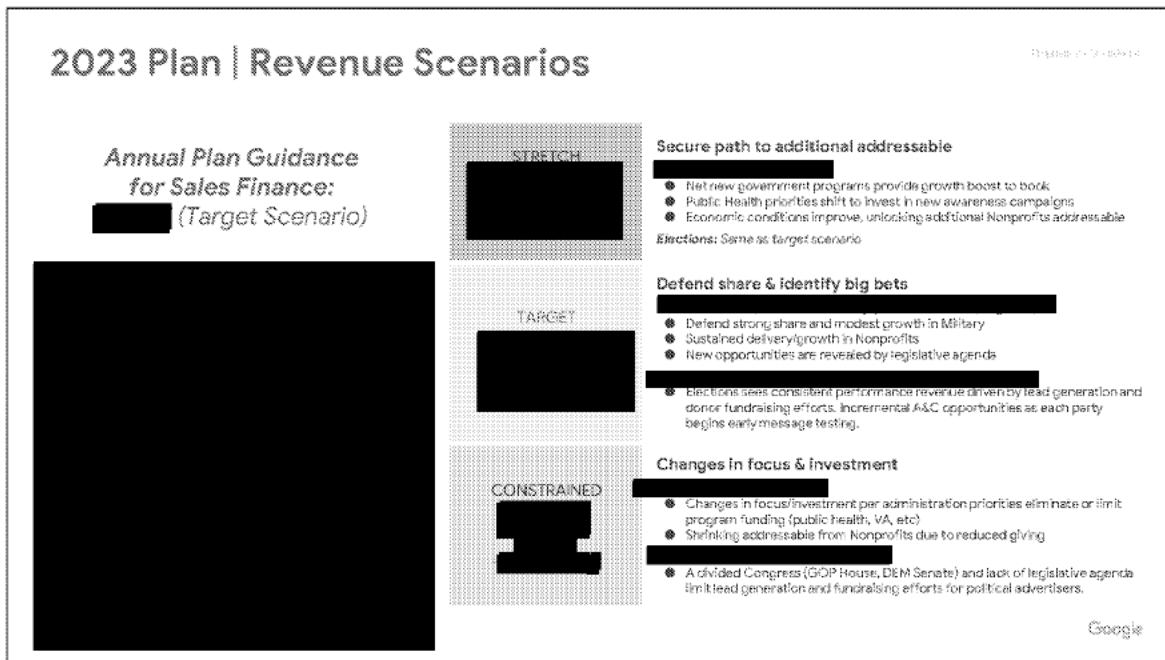 2023 Plan | Revenue Scenarios
Annual Plan Guidance
for Sales Finance:
(Target Scenario)
STRETCH
Secure path to additional addressable
● Net new government programs provide growth boost to book
● Public Health priorities shift to invest in new awareness campaigns
● Economic conditions improve, unlocking additional Nonprofits addressable
Elections: Same as target scenario
TARGET
Defend share & identify big bets
● Defend strong share and modest growth in Military
● Sustained delivery/growth in Nonprofits
● New opportunities are revealed by legislative agenda
● Elections sees consistent performance revenue driven by lead generation and
donor fundraising efforts. Incremental A&C opportunities as each party
begins early message testing.
CONSTRAINED
Changes in focus & investment
● Changes in focus/investment per administration priorities eliminate or limit
program funding (public health, VA, etc)
● Shrinking addressable from Nonprofits due to reduced giving
● A divided Congress (GOP House, DEM Senate) and lack of legislative agenda
limit lead generation and fundraising efforts for political advertisers.
Google